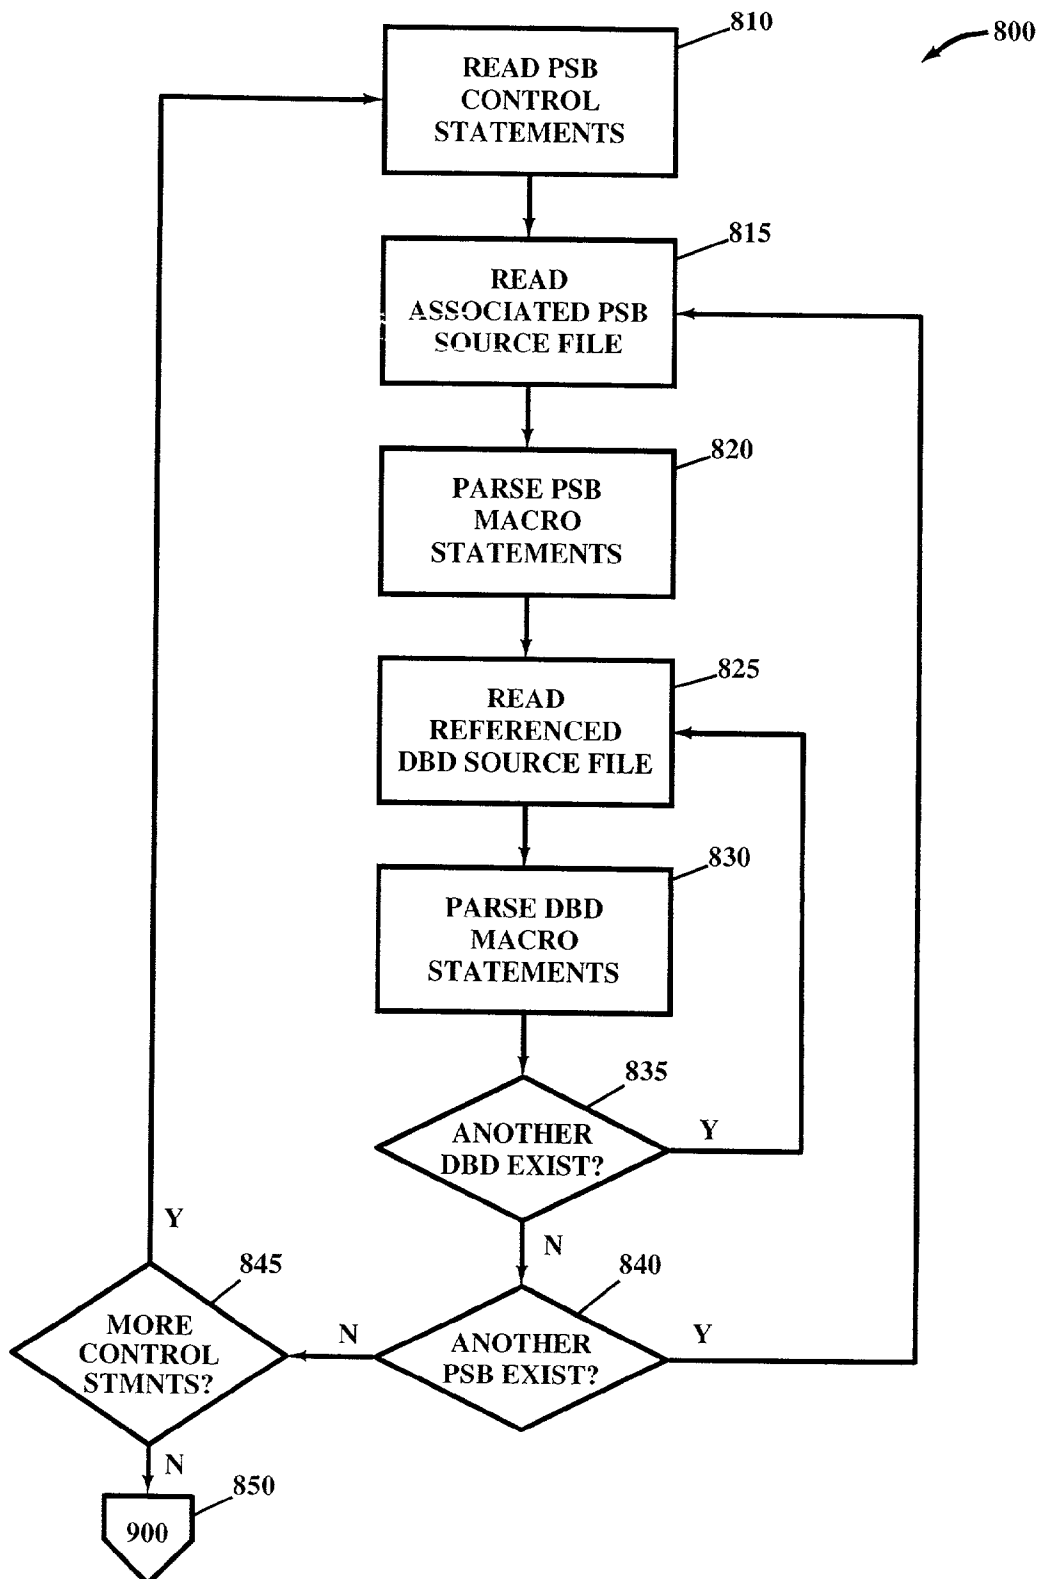 810
800
READ PSB
CONTROL
STATEMENTS
815
READ
ASSOCIATED PSB
SOURCE FILE
820
PARSE PSB
MACRO
STATEMENTS
825
READ
REFERENCED
DBD SOURCE FILE
830
PARSE DBD
MACRO
STATEMENTS
835
ANOTHER
DBD EXIST?
Y
N
Y
845
840
MORE
CONTROL
STMNTS?
N
ANOTHER
PSB EXIST?
Y
N
850
900